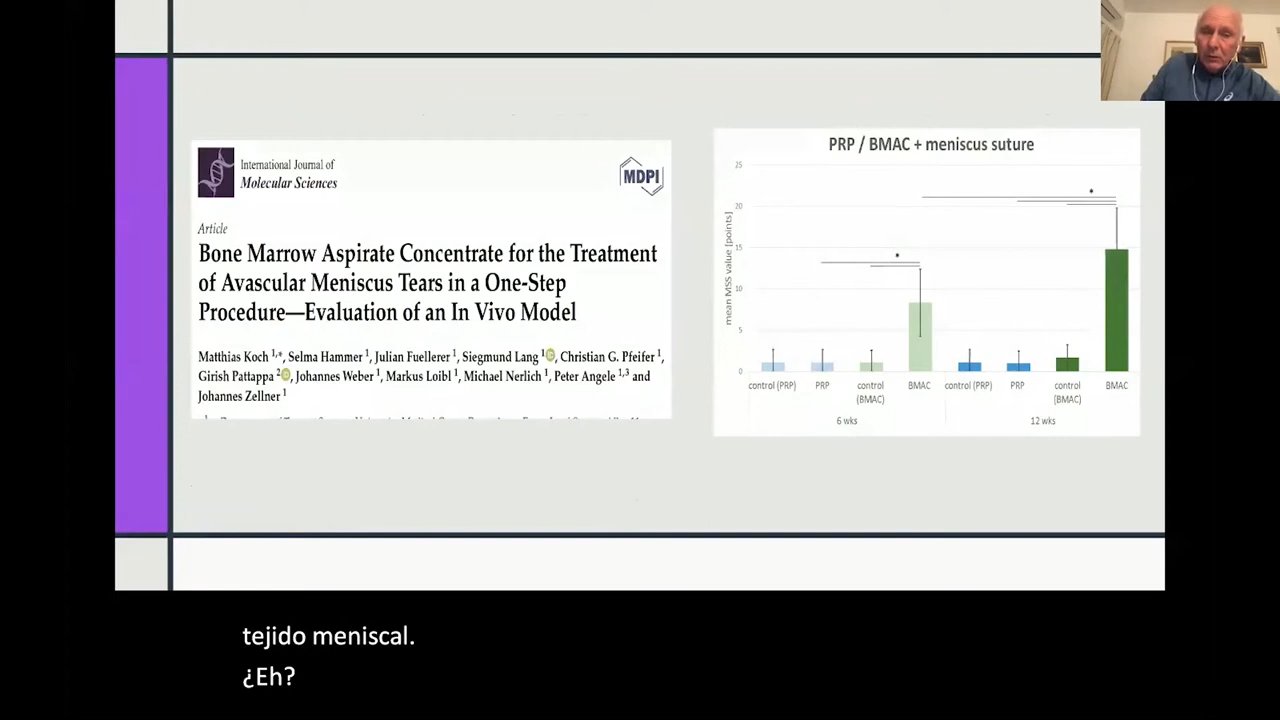 International Journal of
Molecular Sciences
MDPI
Article
Bone Marrow Aspirate Concentrate for the Treatment
of Avascular Meniscus Tears in a One-Step
Procedure—Evaluation of an In Vivo Model
Matthias Koch 1,*, Selma Hammer 1, Julian Fuellerer 1, Siegmund Lang 1 iD, Christian G. Pfeifer 1,
Girish Pattappa 2 iD, Johannes Weber 1, Markus Loibl 1, Michael Nerlich 1, Peter Angele 1,3 and
Johannes Zellner 1
PRP / BMAC + meniscus suture
mean MSS value [points]
25
20
15
10
5
0
*
*
control (PRP) PRP control (BMAC) BMAC control (PRP) PRP control (BMAC) BMAC
6 wks 12 wks
tejido meniscal.
¿Eh?